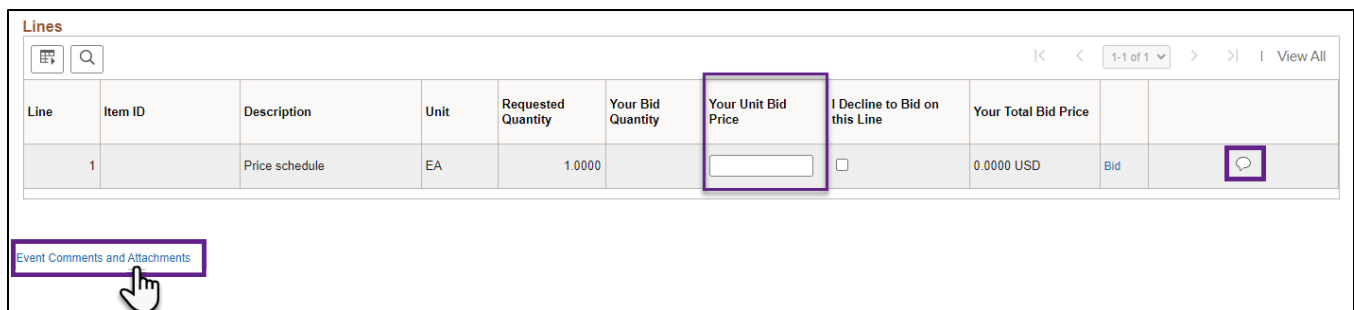 Lines
1-1 of 1
View All
Line
Item ID
Description
Unit
Requested
Quantity
Your Bid
Quantity
Your Unit Bid
Price
I Decline to Bid on
this Line
Your Total Bid Price
1
Price schedule
EA
1.0000
0.0000 USD
Bid
Event Comments and Attachments